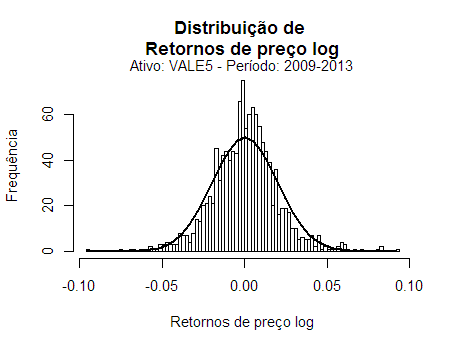 Distribuição de
Retornos de preço log
Ativo: VALE5 - Período: 2009-2013
Frequência
60
40
20
0
-0.10
-0.05
0.00
0.05
0.10
Retornos de preço log